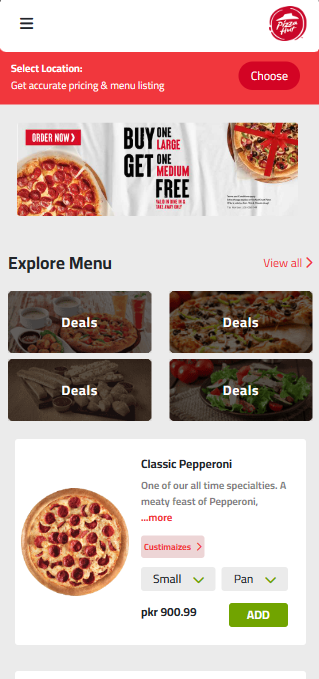 Pizza
Hut
Select Location:
Get accurate pricing & menu listing
Choose
ORDER NOW
BUY ONE
LARGE
GET ONE
MEDIUM
FREE
VALID IN DINE-IN &
TAKE AWAY ONLY
Explore Menu
View all
Deals
Deals
Deals
Deals
Classic Pepperoni
One of our all time specialties. A
meaty feast of Pepperoni,
...more
Custimaizes
Small
Pan
pkr 900.99
ADD